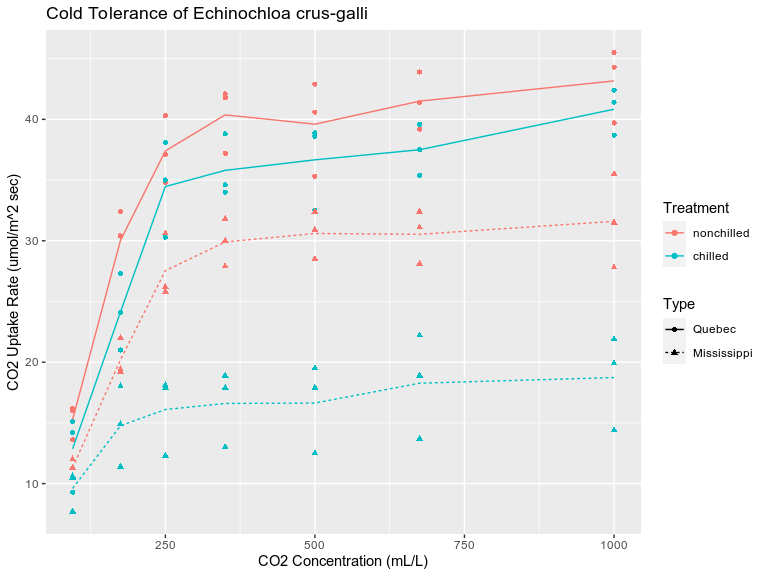 Cold Tolerance of Echinochloa crus-galli
CO2 Uptake Rate (umol/m^2 sec)
40
30
20
10
250
500
750
1000
CO2 Concentration (mL/L)
Treatment
nonchilled
chilled
Type
Quebec
Mississippi